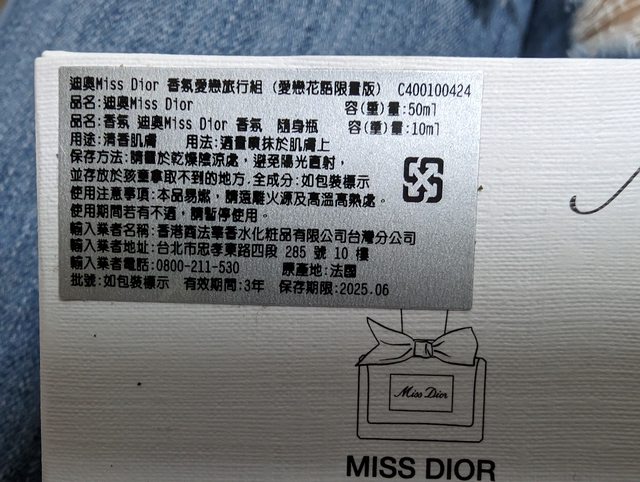 迪奧Miss Dior 香氛愛戀旅行組 (愛戀花語限量版) C400100424
品名:迪奧Miss Dior 容(重)量:50ml
品名:香氛 迪奧Miss Dior 香氛 隨身瓶 容(重)量:10ml
用途:清香肌膚 用法:適量噴抹於肌膚上
保存方法:請置於乾燥陰涼處，避免陽光直射，
並存放於孩童拿取不到的地方.全成分:如包裝標示
使用注意事項:本品易燃，請遠離火源及高溫高熱處。
使用期間若有不適，請暫停使用。
輸入業者名稱:香港商法華香水化粧品有限公司台灣分公司
輸入業者地址:台北市忠孝東路四段 285 號 10 樓
輸入業者電話:0800-211-530 原產地:法國
批號:如包裝標示 有效期間:3年 保存期限:2025.06
Miss Dior
MISS DIOR